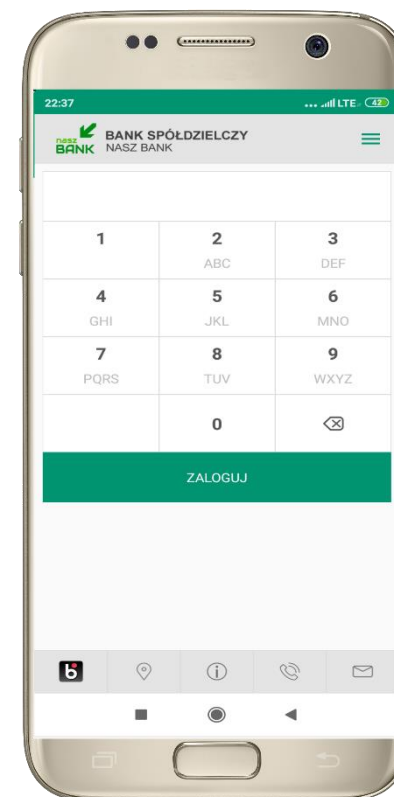 22:37 ... LTE 42
nasz BANK BANK SPÓŁDZIELCZY
NASZ BANK
1 2 3
ABC DEF
4 5 6
GHI JKL MNO
7 8 9
PQRS TUV WXYZ
0
ZALOGUJ
b i